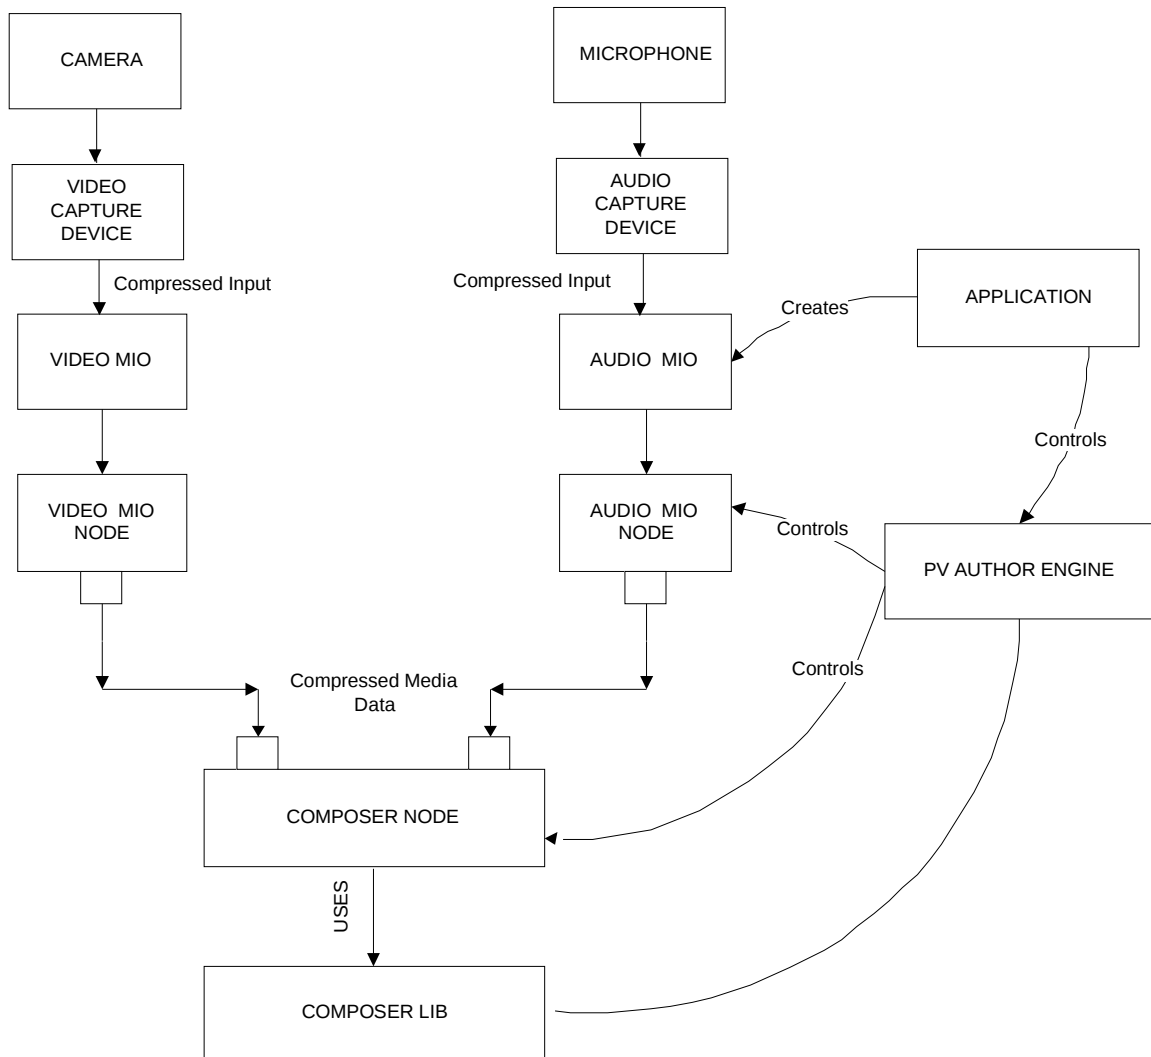 CAMERA
MICROPHONE
VIDEO
CAPTURE
DEVICE
AUDIO
CAPTURE
DEVICE
Compressed Input
Compressed Input
APPLICATION
Creates
VIDEO MIO
AUDIO MIO
Controls
VIDEO MIO
NODE
AUDIO MIO
NODE
Controls
PV AUTHOR ENGINE
Controls
Compressed Media
Data
COMPOSER NODE
USES
COMPOSER LIB